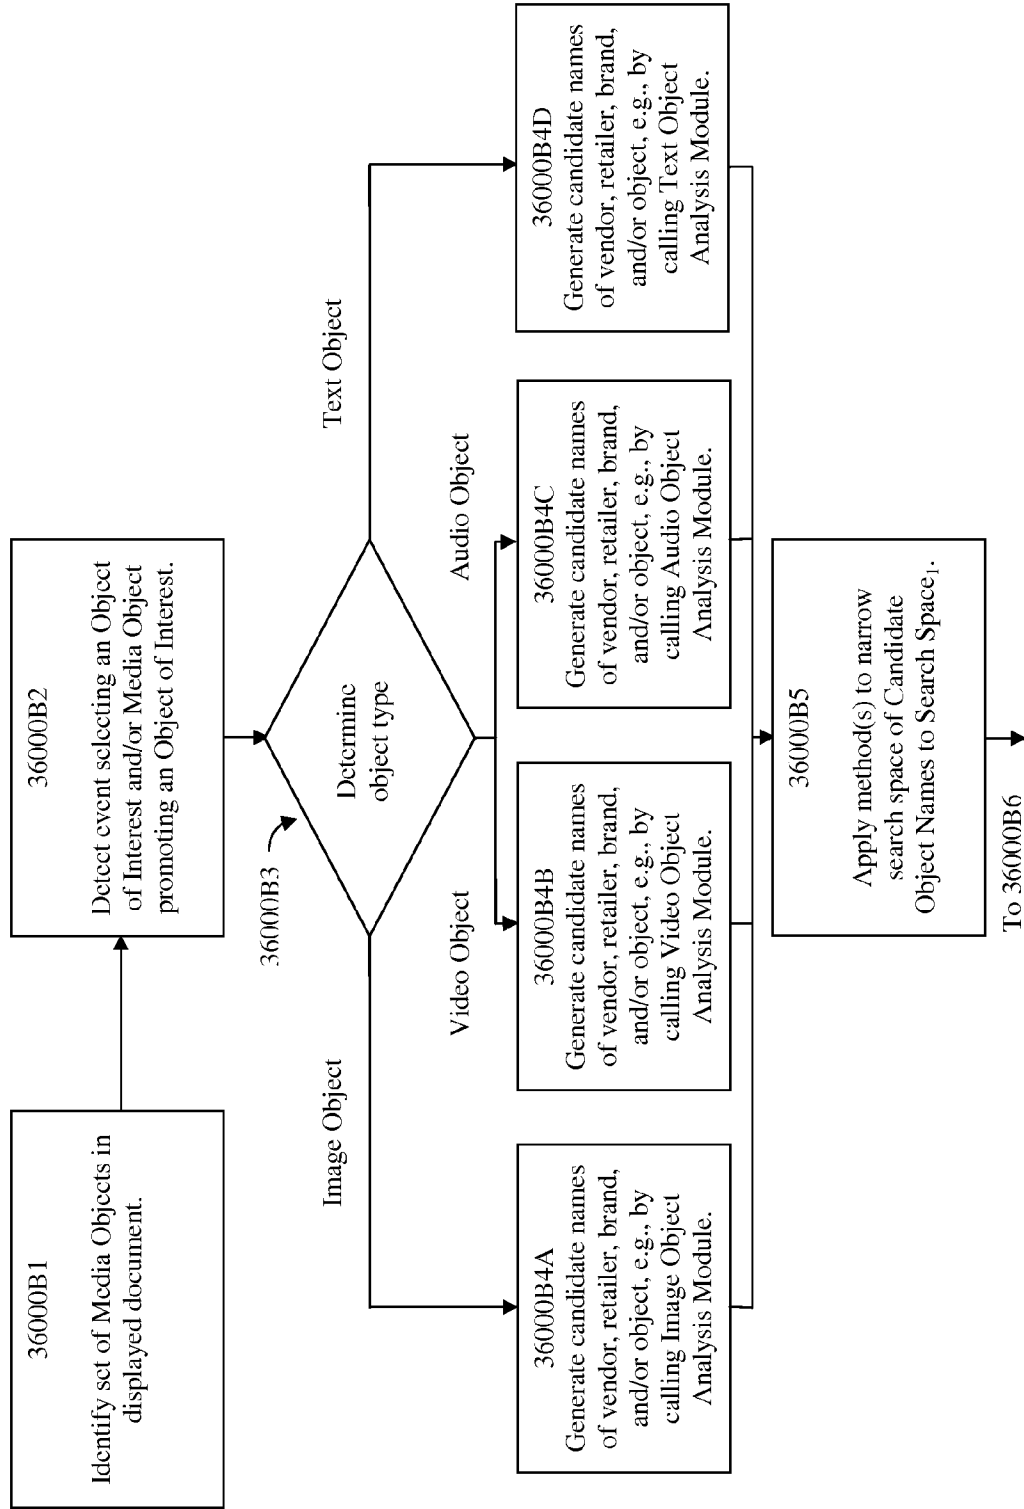 36000B1
Identify set of Media Objects in
displayed document.
36000B2
Detect event selecting an Object
of Interest and/or Media Object
promoting an Object of Interest.
36000B3
Determine
object type
Image Object
Video Object
Audio Object
Text Object
36000B4A
Generate candidate names
of vendor, retailer, brand,
and/or object, e.g., by
calling Image Object
Analysis Module.
36000B4B
Generate candidate names
of vendor, retailer, brand,
and/or object, e.g., by
calling Video Object
Analysis Module.
36000B4C
Generate candidate names
of vendor, retailer, brand,
and/or object, e.g., by
calling Audio Object
Analysis Module.
36000B4D
Generate candidate names
of vendor, retailer, brand,
and/or object, e.g., by
calling Text Object
Analysis Module.
36000B5
Apply method(s) to narrow
search space of Candidate
Object Names to Search Space₁.
To 36000B6